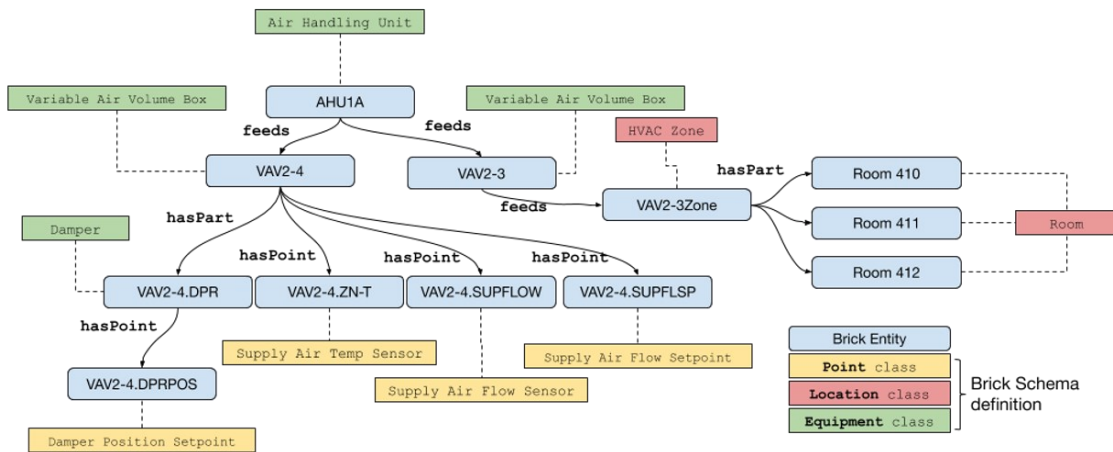 Air Handling Unit
Variable Air Volume Box
AHU1A
Variable Air Volume Box
feeds
feeds
HVAC Zone
VAV2-4
VAV2-3
hasPart
Room 410
feeds
VAV2-3Zone
hasPart
Damper
Room 411
Room
hasPoint
hasPoint
hasPoint
Room 412
VAV2-4.DPR
VAV2-4.ZN-T
VAV2-4.SUPFLOW
VAV2-4.SUPFLSP
hasPoint
Supply Air Temp Sensor
Supply Air Flow Setpoint
VAV2-4.DPRPOS
Supply Air Flow Sensor
Damper Position Setpoint
Brick Entity
Point class
Location class
Equipment class
Brick Schema
definition